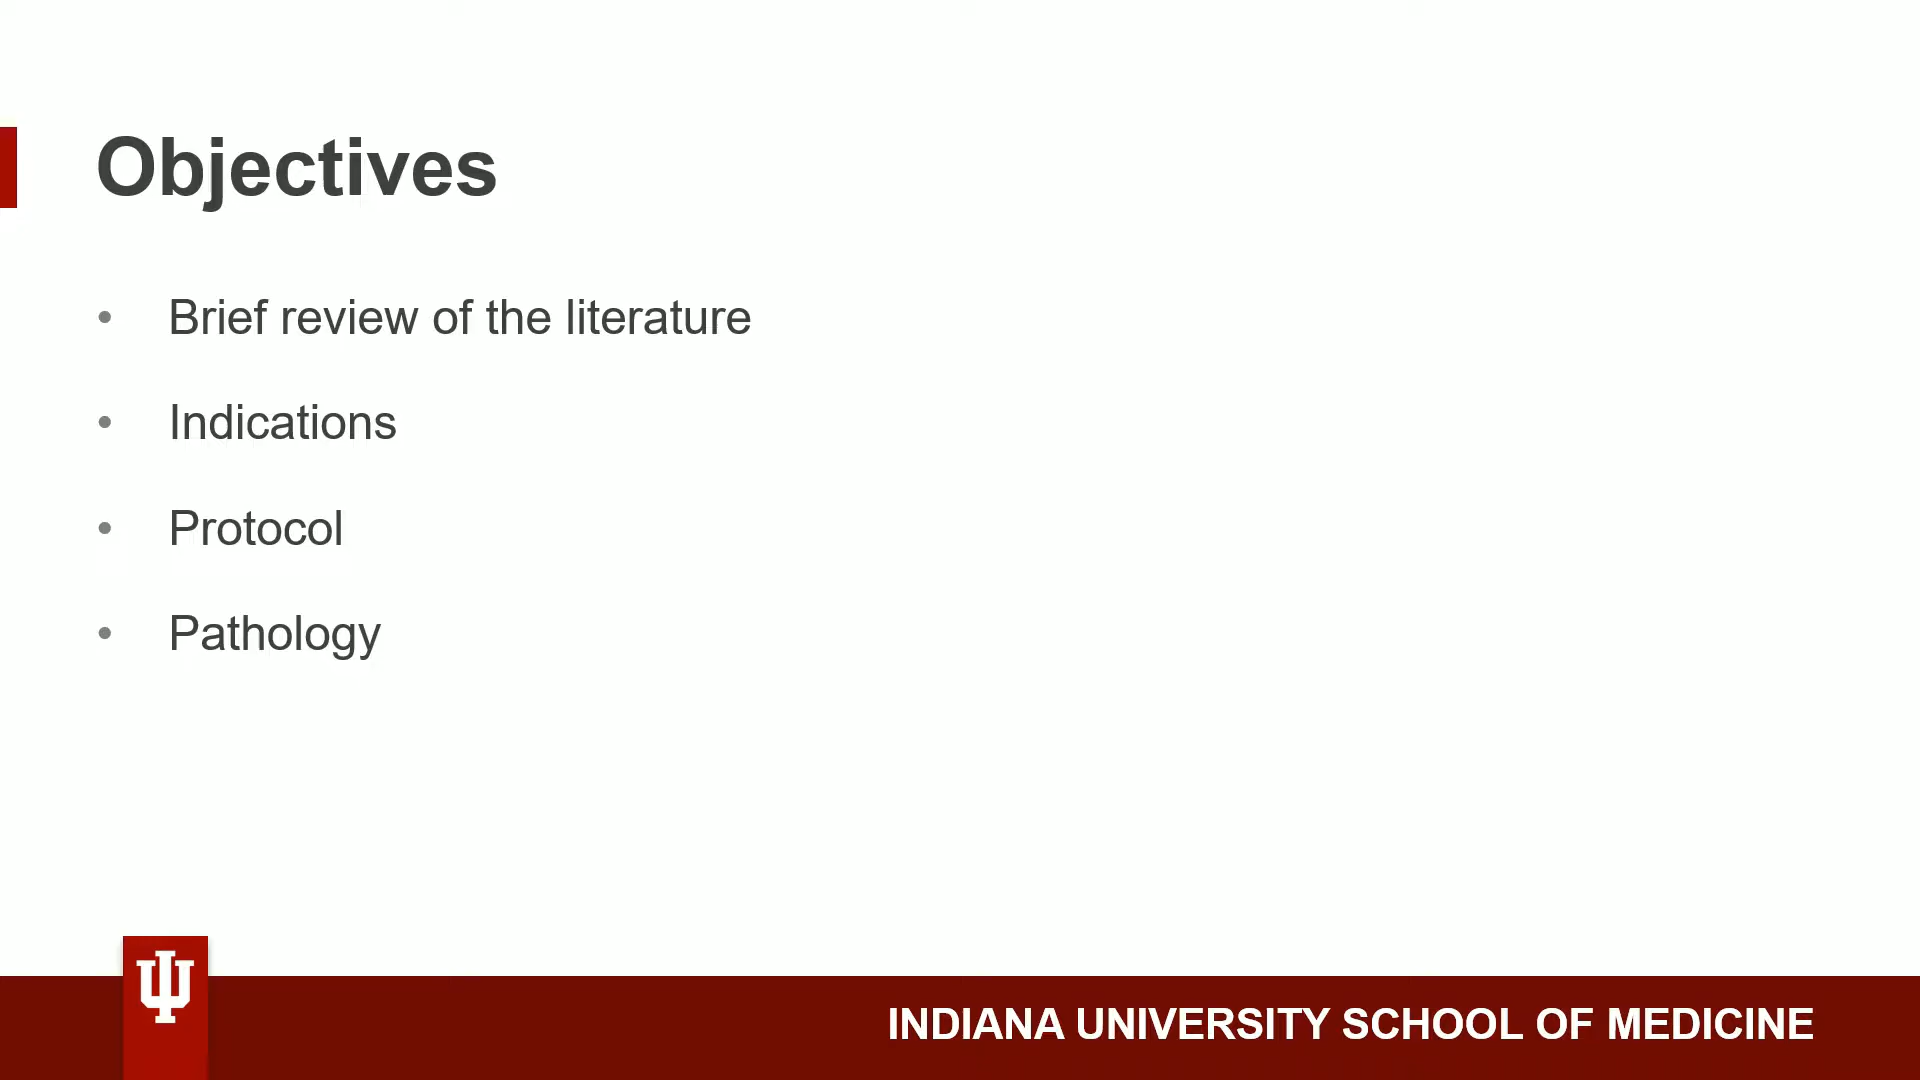 Objectives
• Brief review of the literature
• Indications
• Protocol
• Pathology
INDIANA UNIVERSITY SCHOOL OF MEDICINE